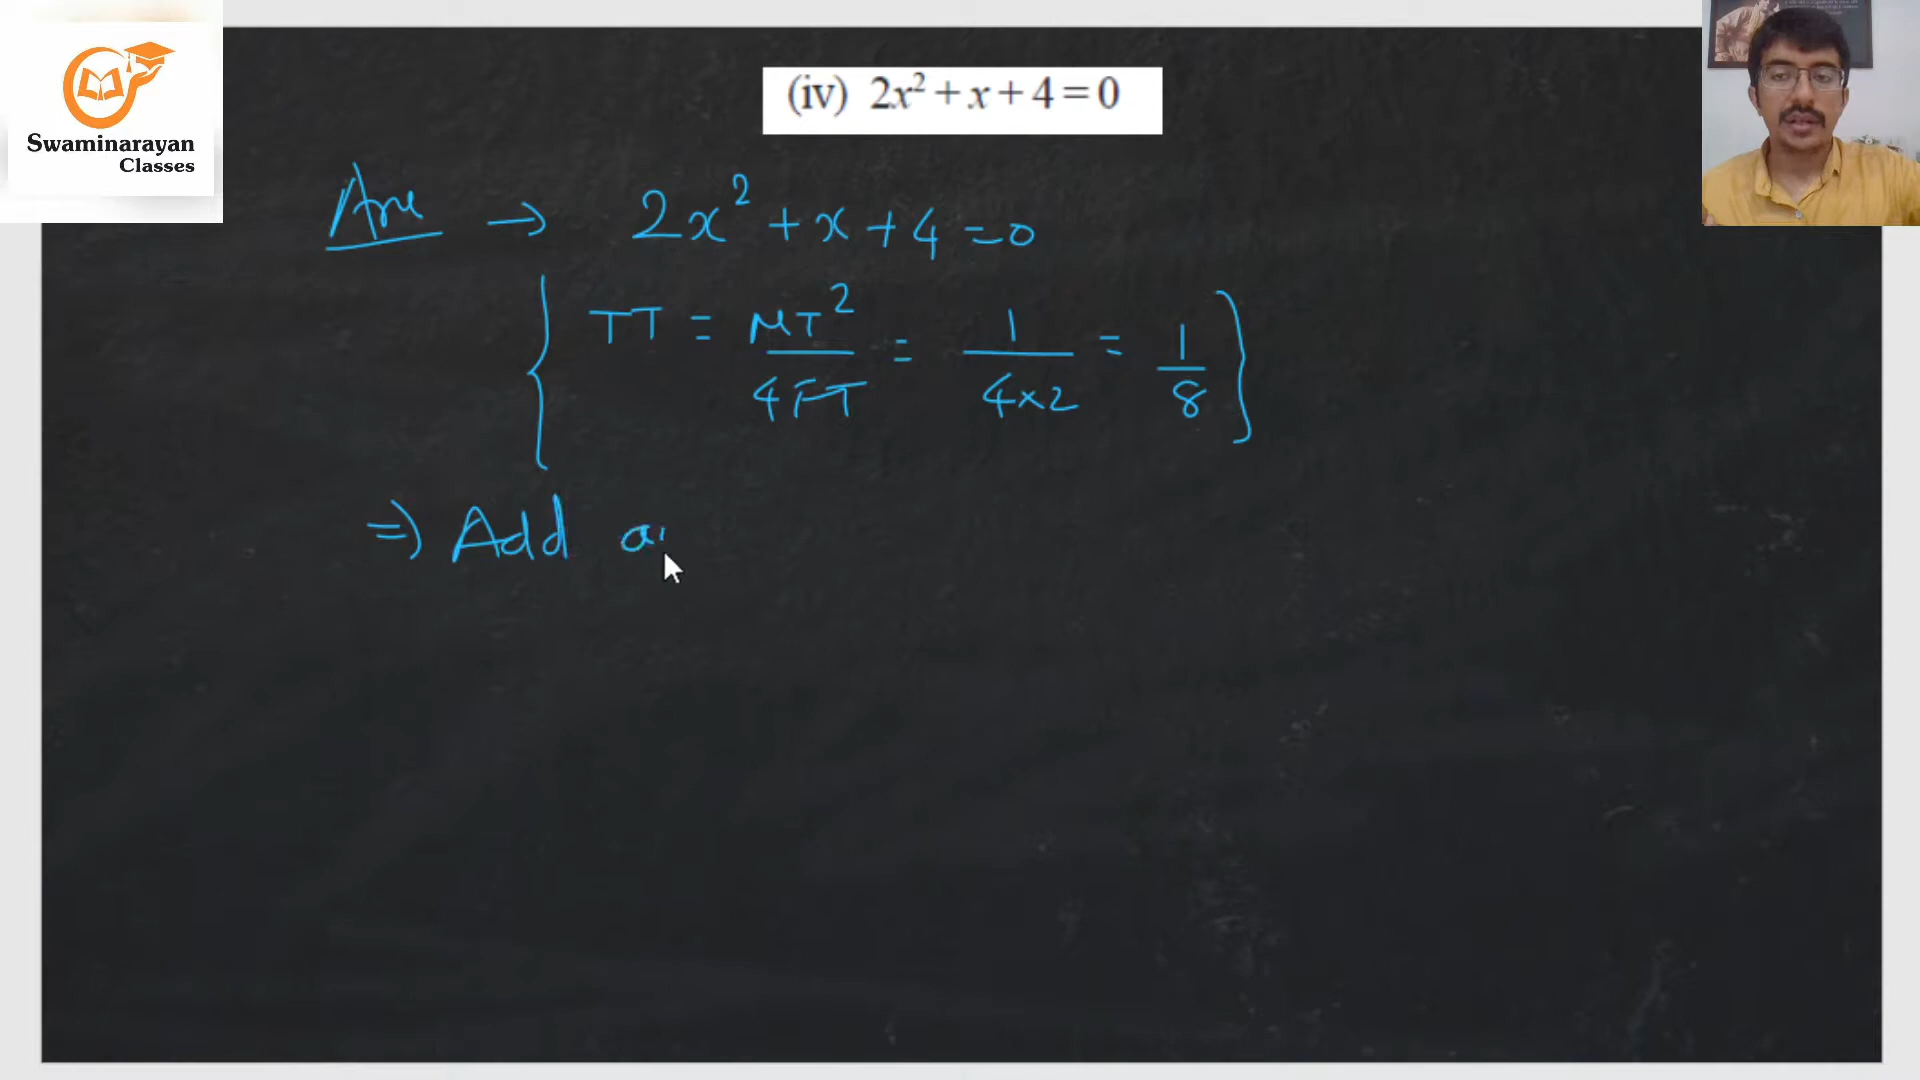 Swaminarayan
Classes
(iv) 2x² + x + 4 = 0
Ans → 2x² + x + 4 = 0
{ TT = MT² / 4FT = 1 / 4×2 = 1/8 }
⇒ Add